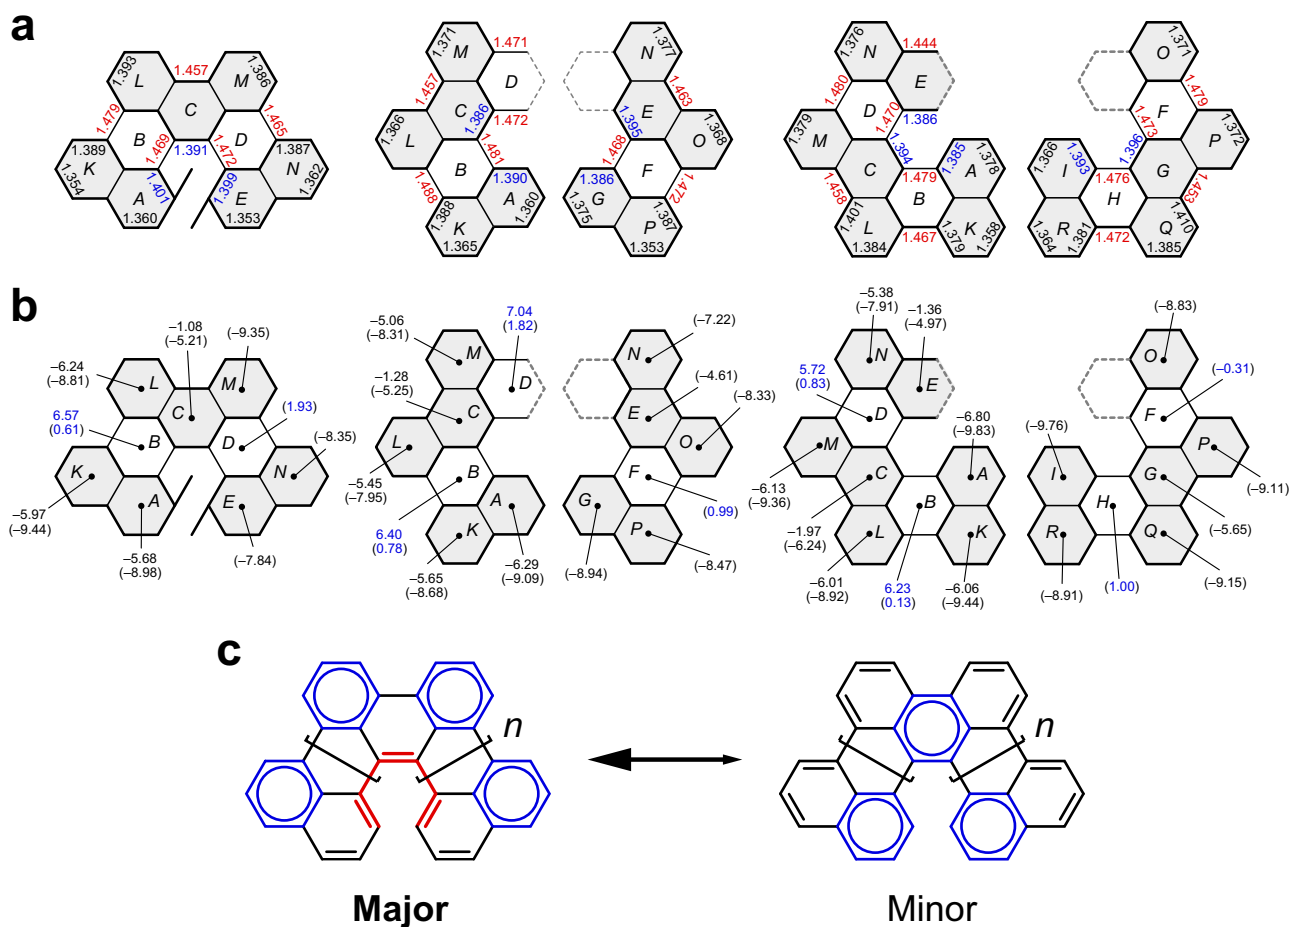 a
L
1.393
1.457
M
1.386
C
1.479
B
1.469
1.391
1.472
D
1.465
K
1.389
1.354
A
1.401
1.360
1.399
E
1.353
N
1.387
1.362
1.371
M
1.471
D
1.457
C
1.386
1.472
1.366
L
1.481
B
1.488
1.390
A
1.360
1.388
K
1.365
N
1.377
E
1.395
1.463
O
1.368
1.468
F
1.472
1.386
G
1.375
P
1.367
1.353
1.376
N
1.444
E
1.480
D
1.470
1.386
1.379
M
C
1.394
1.385
A
1.378
1.479
B
1.458
1.401
L
1.384
1.467
K
1.379
1.358
O
1.371
1.479
F
1.473
P
1.372
1.366
I
1.393
1.396
G
1.476
H
1.453
1.364
R
1.381
1.472
1.410
Q
1.385
b
–1.08
(–5.21)
(–9.35)
–6.24
(–8.81)
L
M
C
6.57
(0.61)
B
D
(1.93)
(–8.35)
K
A
E
N
–5.97
(–9.44)
–5.68
(–8.98)
(–7.84)
–5.06
(–8.31)
7.04
(1.82)
M
D
–1.28
(–5.25)
C
L
B
–5.45
(–7.95)
A
6.40
(0.78)
K
–5.65
(–8.68)
–6.29
(–9.09)
(–7.22)
N
(–4.61)
E
(–8.33)
O
F
(0.99)
G
P
(–8.94)
(–8.47)
–5.38
(–7.91)
–1.36
(–4.97)
N
5.72
(0.83)
E
D
–6.80
(–9.83)
M
C
A
–6.13
(–9.36)
B
–1.97
(–6.24)
L
K
–6.01
(–8.92)
6.23
(0.13)
–6.06
(–9.44)
(–8.83)
O
(–0.31)
F
(–9.76)
P
I
G
(–9.11)
H
(–5.65)
R
Q
(–8.91)
(1.00)
(–9.15)
c
n
n
Major
Minor